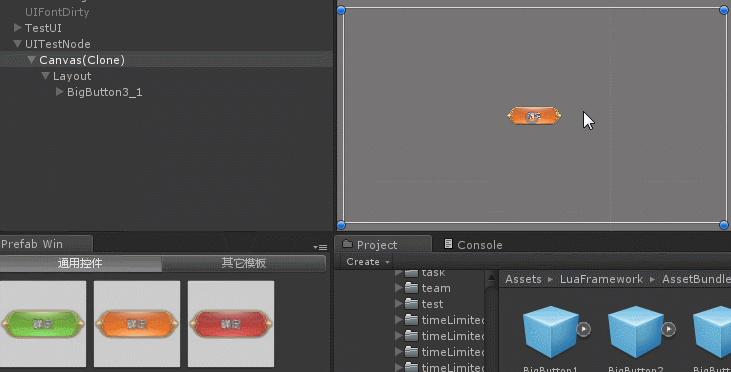 UIFontDirty
TestUI
UITestNode
Canvas(Clone)
Layout
BigButton3_1
Prefab Win
通用控件
其它模板
Project
Console
Create
task
team
test
timeLimited
timeLimited
timeLimited
timeLimited
Assets
LuaFramework
AssetBundle
BigButton1
BigButton2